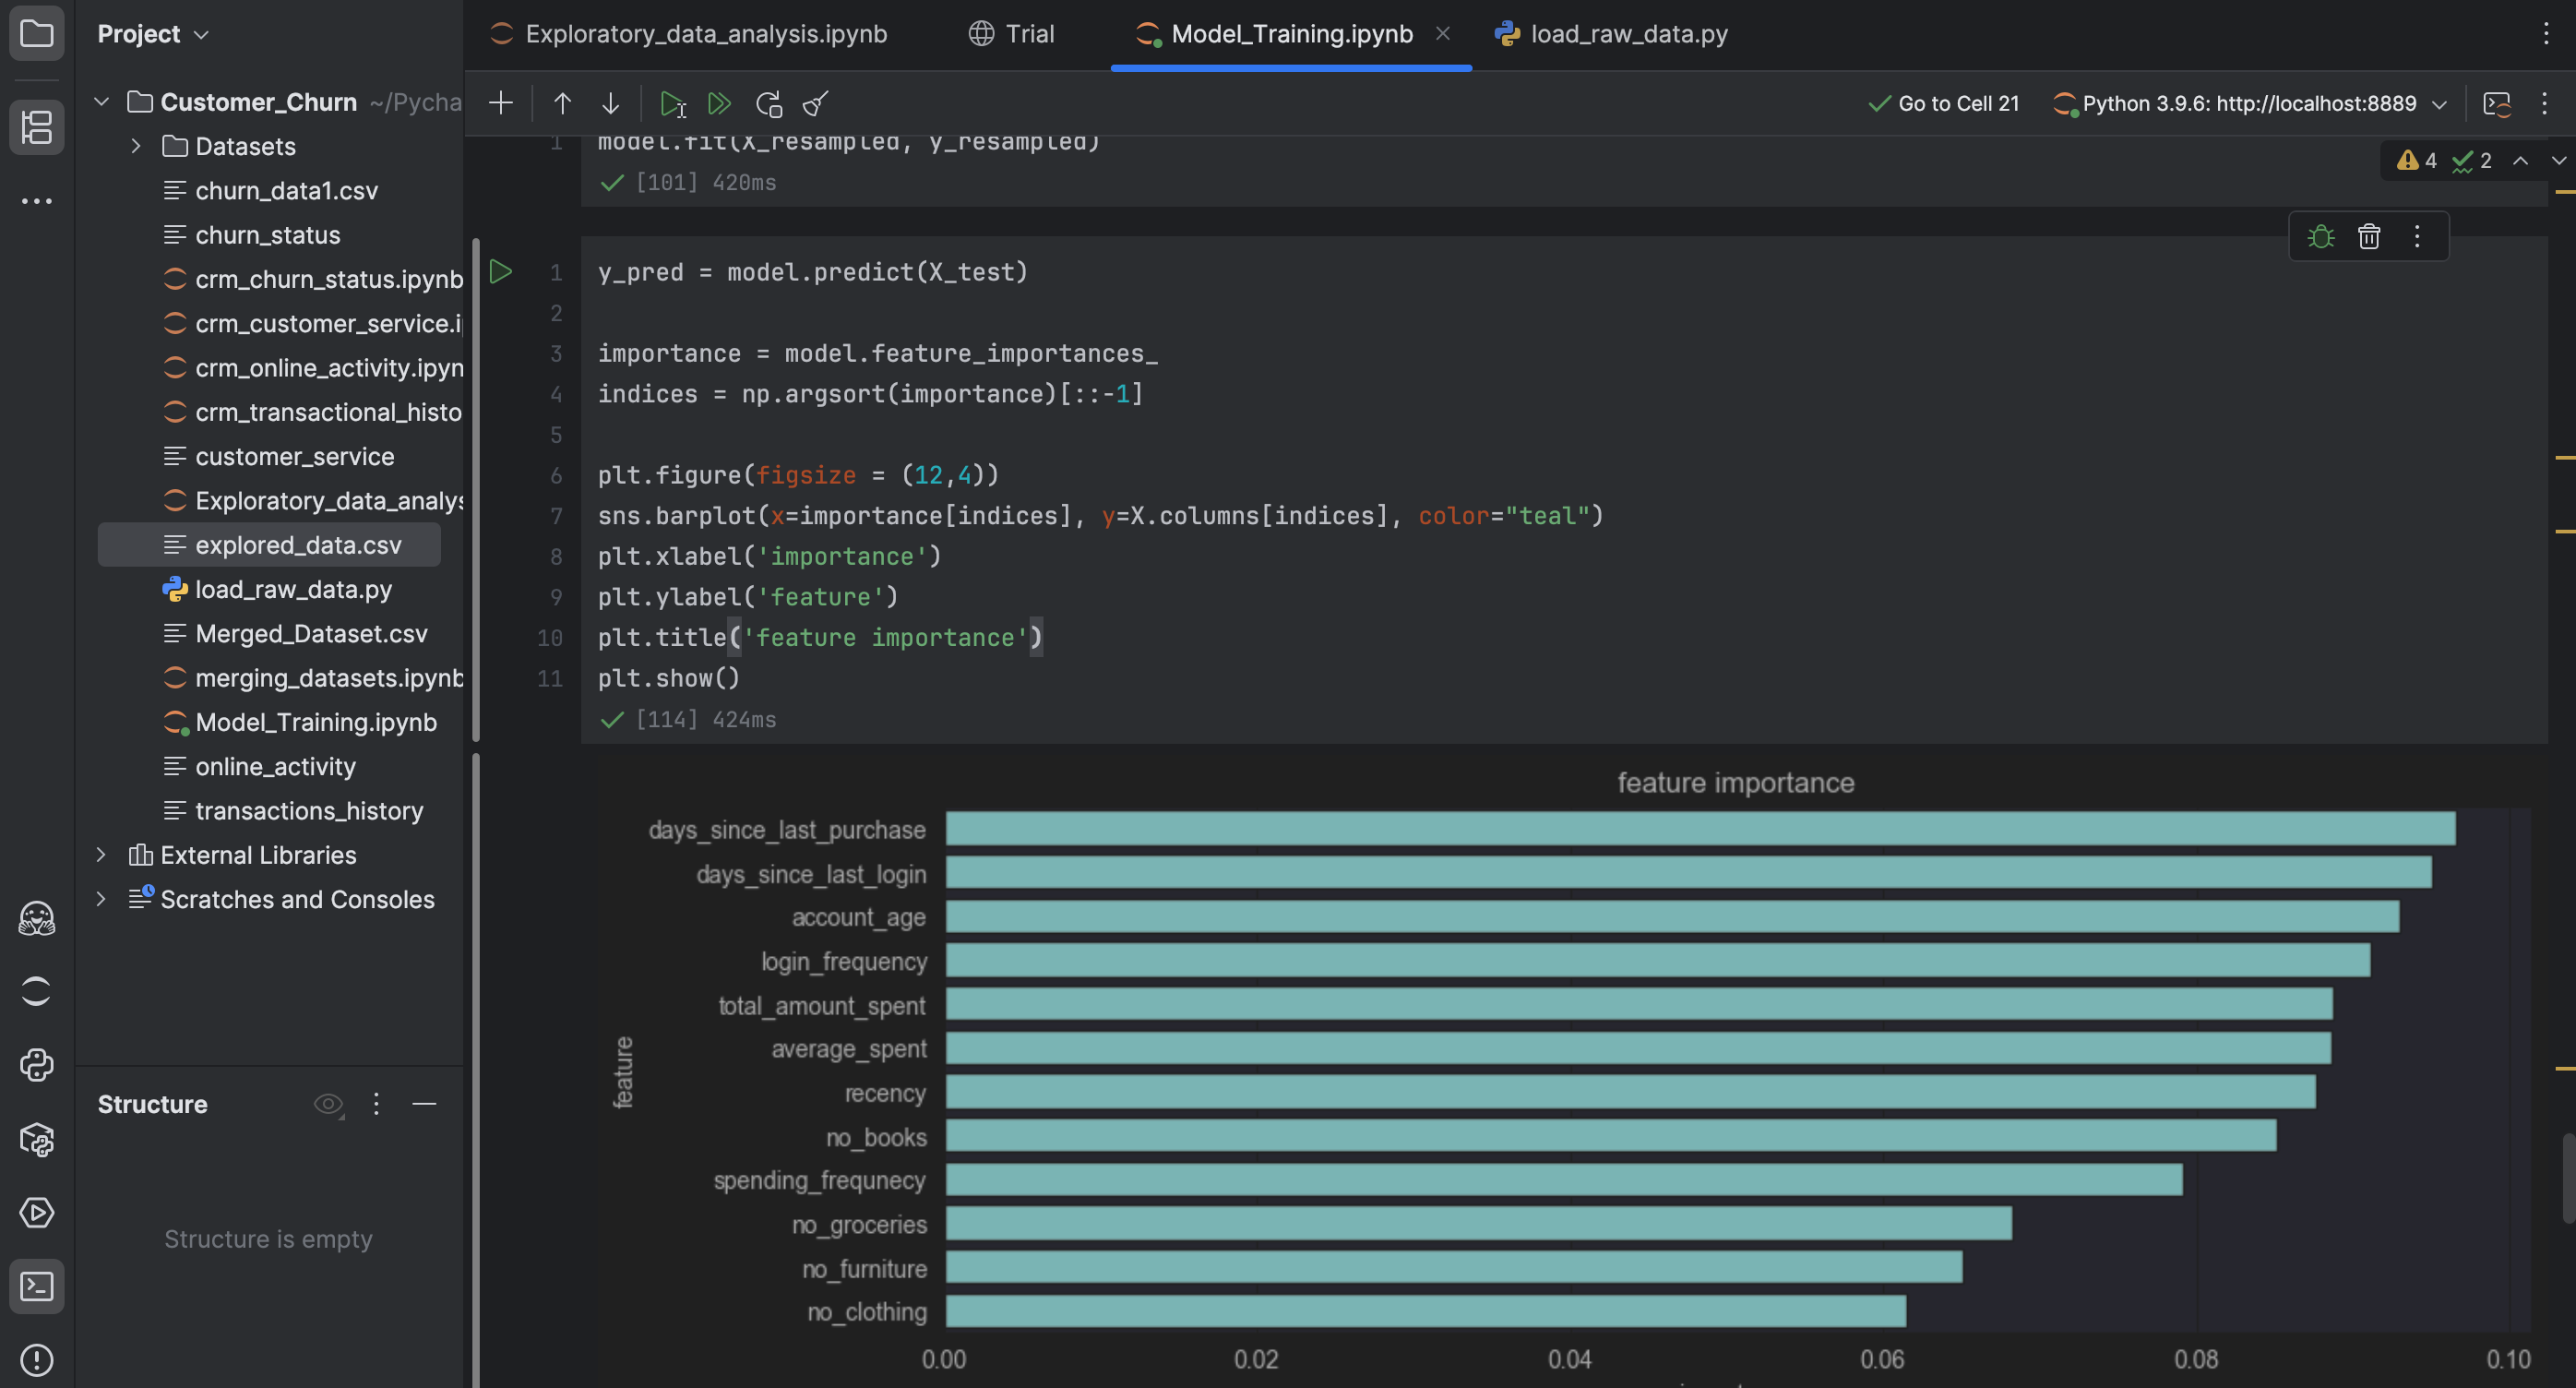 Project
Exploratory_data_analysis.ipynb
Trial
Model_Training.ipynb
load_raw_data.py
Go to Cell 21
Python 3.9.6: http://localhost:8889
Customer_Churn ~/Pycha
Datasets
churn_data1.csv
churn_status
crm_churn_status.ipynb
crm_customer_service.i
crm_online_activity.ipyn
crm_transactional_histo
customer_service
Exploratory_data_analys
explored_data.csv
load_raw_data.py
Merged_Dataset.csv
merging_datasets.ipynb
Model_Training.ipynb
online_activity
transactions_history
External Libraries
Scratches and Consoles
Structure
Structure is empty
4 2
1 model.fit(X_resampled, y_resampled)
[101] 420ms
1 y_pred = model.predict(X_test)
2
3 importance = model.feature_importances_
4 indices = np.argsort(importance)[::-1]
5
6 plt.figure(figsize = (12,4))
7 sns.barplot(x=importance[indices], y=X.columns[indices], color="teal")
8 plt.xlabel('importance')
9 plt.ylabel('feature')
10 plt.title('feature importance')
11 plt.show()
[114] 424ms
feature importance
feature
days_since_last_purchase
days_since_last_login
account_age
login_frequency
total_amount_spent
average_spent
recency
no_books
spending_frequnecy
no_groceries
no_furniture
no_clothing
0.00 0.02 0.04 0.06 0.08 0.10